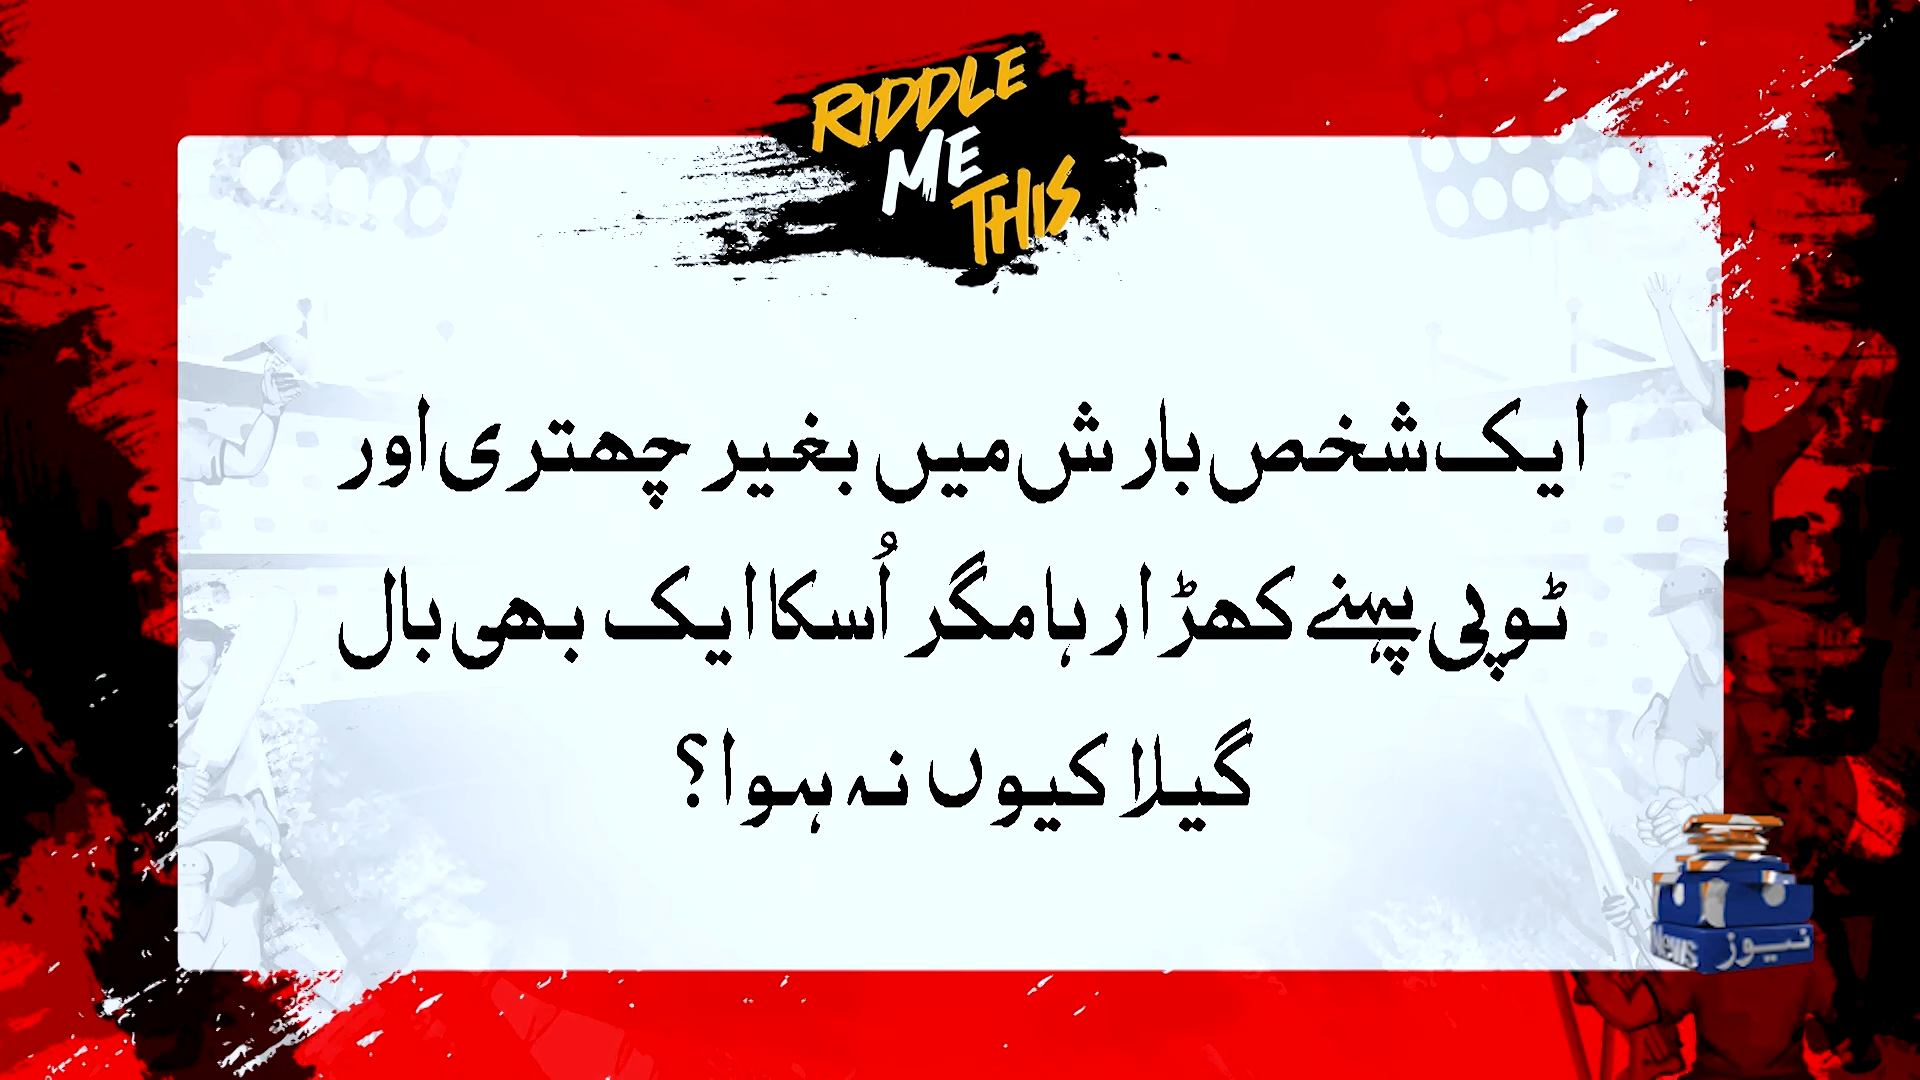 RIDDLE
ME
THIS
ایک شخص بارش میں بغیر چھتری اور
ٹوپی پہنے کھڑا رہا مگر اُسکا ایک بھی بال
گیلا کیوں نہ ہوا؟
News نیوز